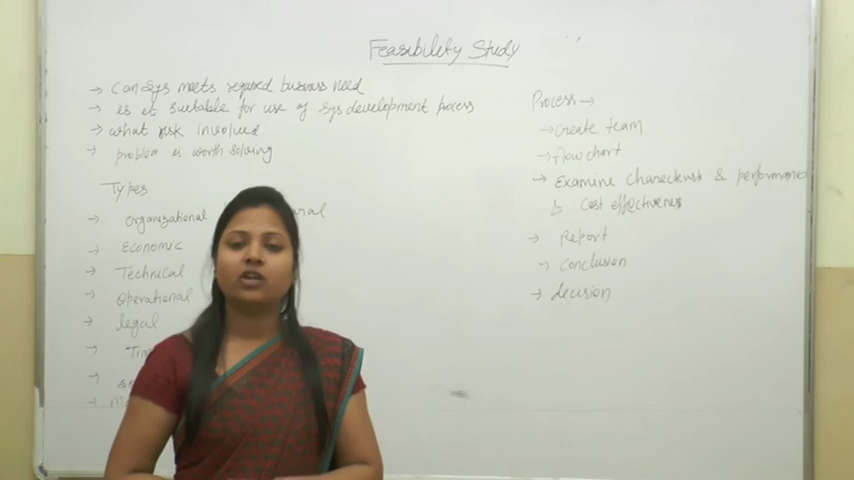 Feasibility Study
→ Can sys meets required business need
→ is it suitable for use of sys development process
→ what risk involved
→ problem is worth solving
Types
→ Organizational
→ Economic
→ Technical
→ Operational
→ legal
→
→
→
Process →
→ Create team
→ flow chart
→ Examine & performance
Cost effectiveness
→ Report
→ Conclusion
→ decision